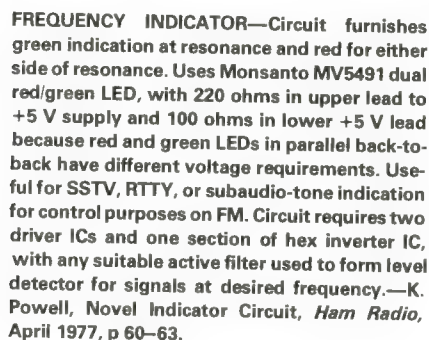 FREQUENCY INDICATOR—Circuit furnishes
green indication at resonance and red for either
side of resonance. Uses Monsanto MV5491 dual
red/green LED, with 220 ohms in upper lead to
+5 V supply and 100 ohms in lower +5 V lead
because red and green LEDs in parallel back-to-
back have different voltage requirements. Use-
ful for SSTV, RTTY, or subaudio-tone indication
for control purposes on FM. Circuit requires two
driver ICs and one section of hex inverter IC,
with any suitable active filter used to form level
detector for signals at desired frequency.—K.
Powell, Novel Indicator Circuit, Ham Radio,
April 1977, p 60–63.